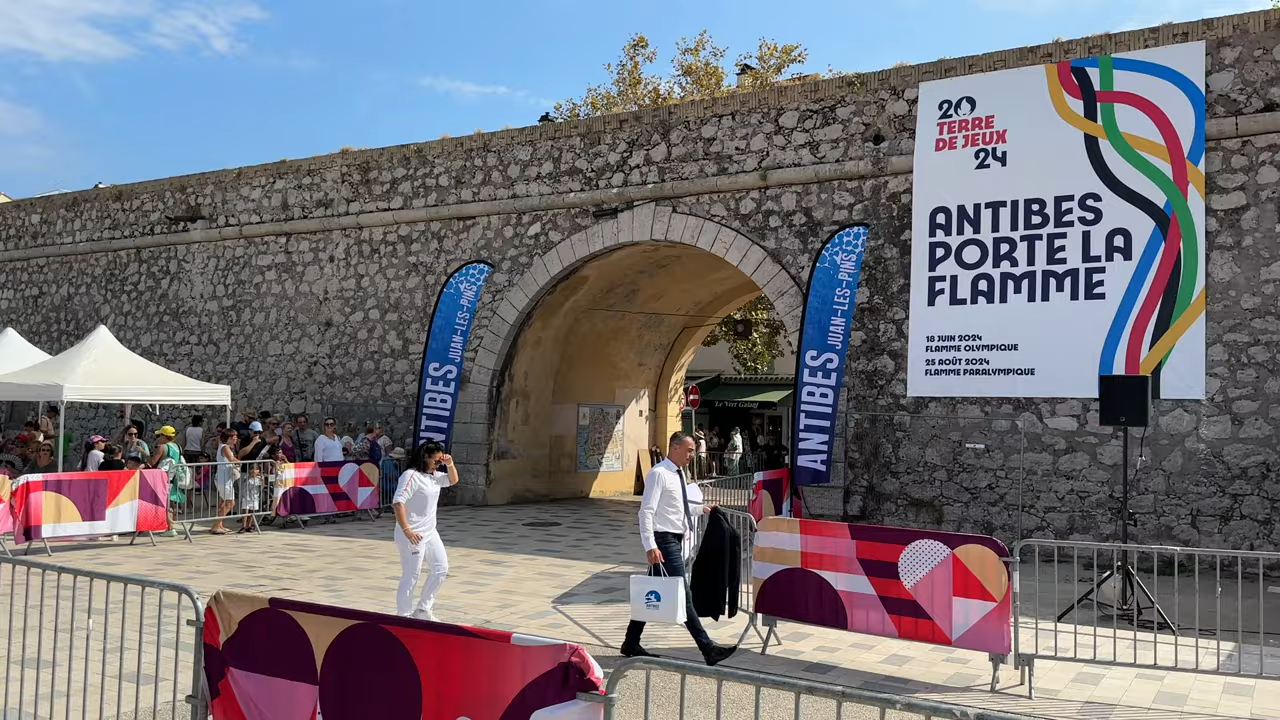 20
TERRE
DE JEUX
24
ANTIBES
PORTE LA
FLAMME
18 JUIN 2024
FLAMME OLYMPIQUE
25 AOÛT 2024
FLAMME PARALYMPIQUE
ANTIBES JUAN-LES-PINS
ANTIBES JUAN-LES-PINS
Le Vert Galant
ANTIBES